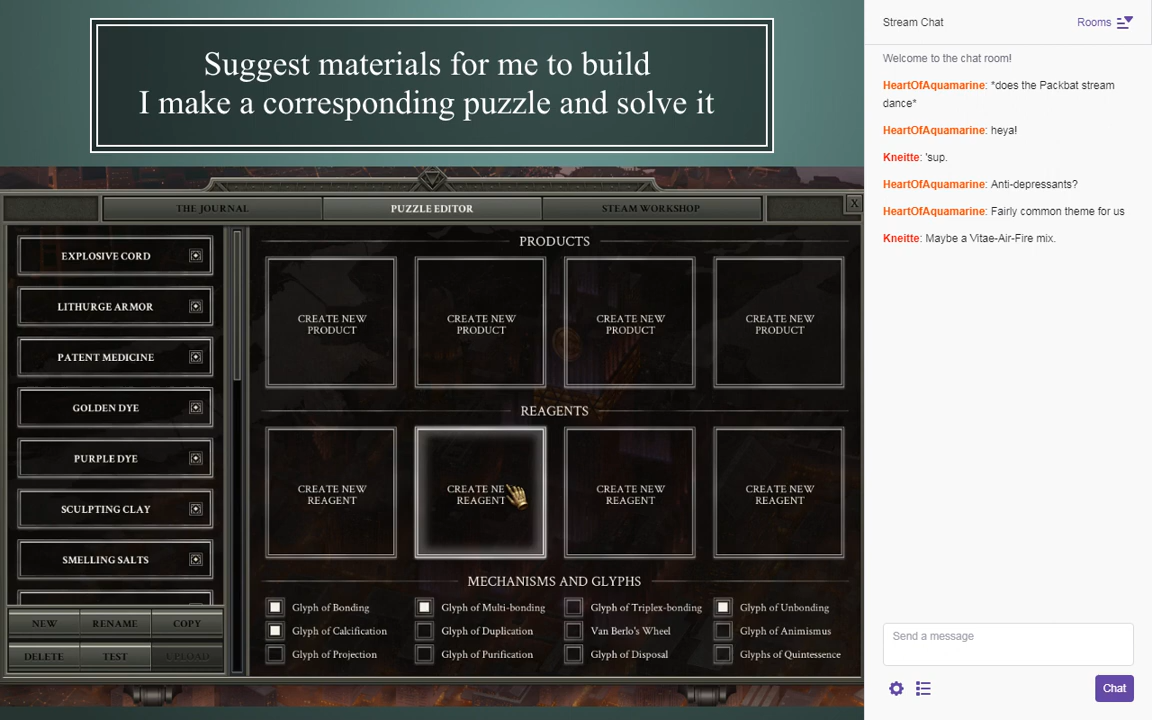 Suggest materials for me to build
I make a corresponding puzzle and solve it
THE JOURNAL
PUZZLE EDITOR
STEAM WORKSHOP
X
EXPLOSIVE CORD
LITHURGE ARMOR
PATENT MEDICINE
GOLDEN DYE
PURPLE DYE
SCULPTING CLAY
SMELLING SALTS
NEW
RENAME
COPY
DELETE
TEST
UPLOAD
PRODUCTS
CREATE NEW
PRODUCT
CREATE NEW
PRODUCT
CREATE NEW
PRODUCT
CREATE NEW
PRODUCT
REAGENTS
CREATE NEW
REAGENT
CREATE NE
REAGENT
CREATE NEW
REAGENT
CREATE NEW
REAGENT
MECHANISMS AND GLYPHS
Glyph of Bonding
Glyph of Multi-bonding
Glyph of Triplex-bonding
Glyph of Unbonding
Glyph of Calcification
Glyph of Duplication
Van Berlo's Wheel
Glyph of Animismus
Glyph of Projection
Glyph of Purification
Glyph of Disposal
Glyphs of Quintessence
Stream Chat
Rooms
Welcome to the chat room!
HeartOfAquamarine: *does the Packbat stream
dance*
HeartOfAquamarine: heya!
Kneitte: 'sup.
HeartOfAquamarine: Anti-depressants?
HeartOfAquamarine: Fairly common theme for us
Kneitte: Maybe a Vitae-Air-Fire mix.
Send a message
Chat